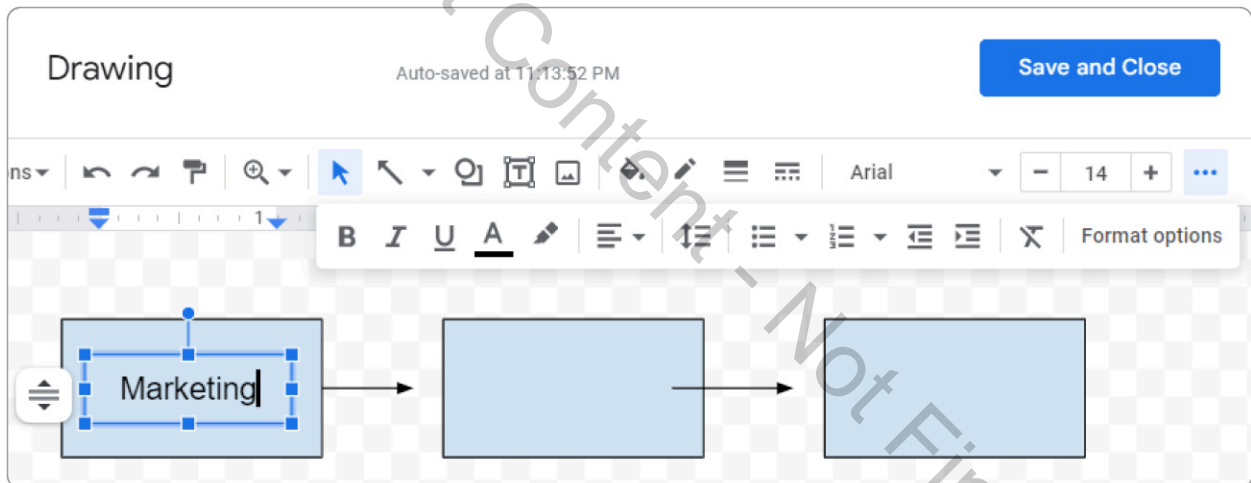 Drawing
Auto-saved at 11:13:52 PM
Save and Close
ns
Arial
14
1
B I U A
Format options
Marketing
t Content - Not Fin